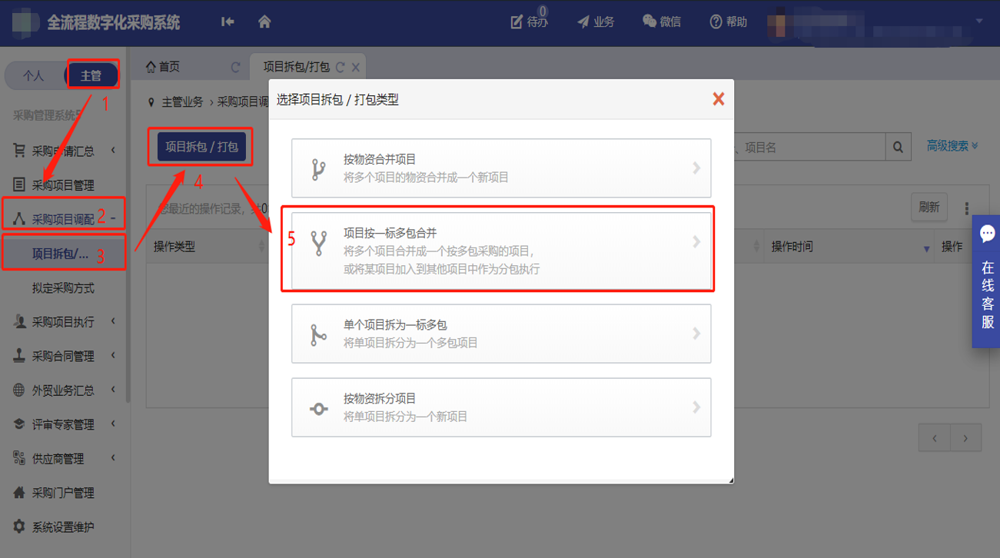 全流程数字化采购系统
待办
0
业务
微信
帮助
个人
主管
1
首页
项目拆包/打包
采购管理系统
主管业务 › 采购项目调
选择项目拆包 / 打包类型
采购申请汇总
采购项目管理
采购项目调配
2
项目拆包/...
3
拟定采购方式
采购项目执行
采购合同管理
外贸业务汇总
评审专家管理
供应商管理
采购门户管理
系统设置维护
项目拆包 / 打包
4
、项目名
高级搜索
最近的操作记录，共0
刷新
操作类型
操作时间
操作
按物资合并项目
将多个项目的物资合并成一个新项目
5
项目按一标多包合并
将多个项目合并成一个按多包采购的项目，
或将某项目加入到其他项目中作为分包执行
单个项目拆为一标多包
将单项目拆分为一个多包项目
按物资拆分项目
将单项目拆分为一个新项目
在线客服